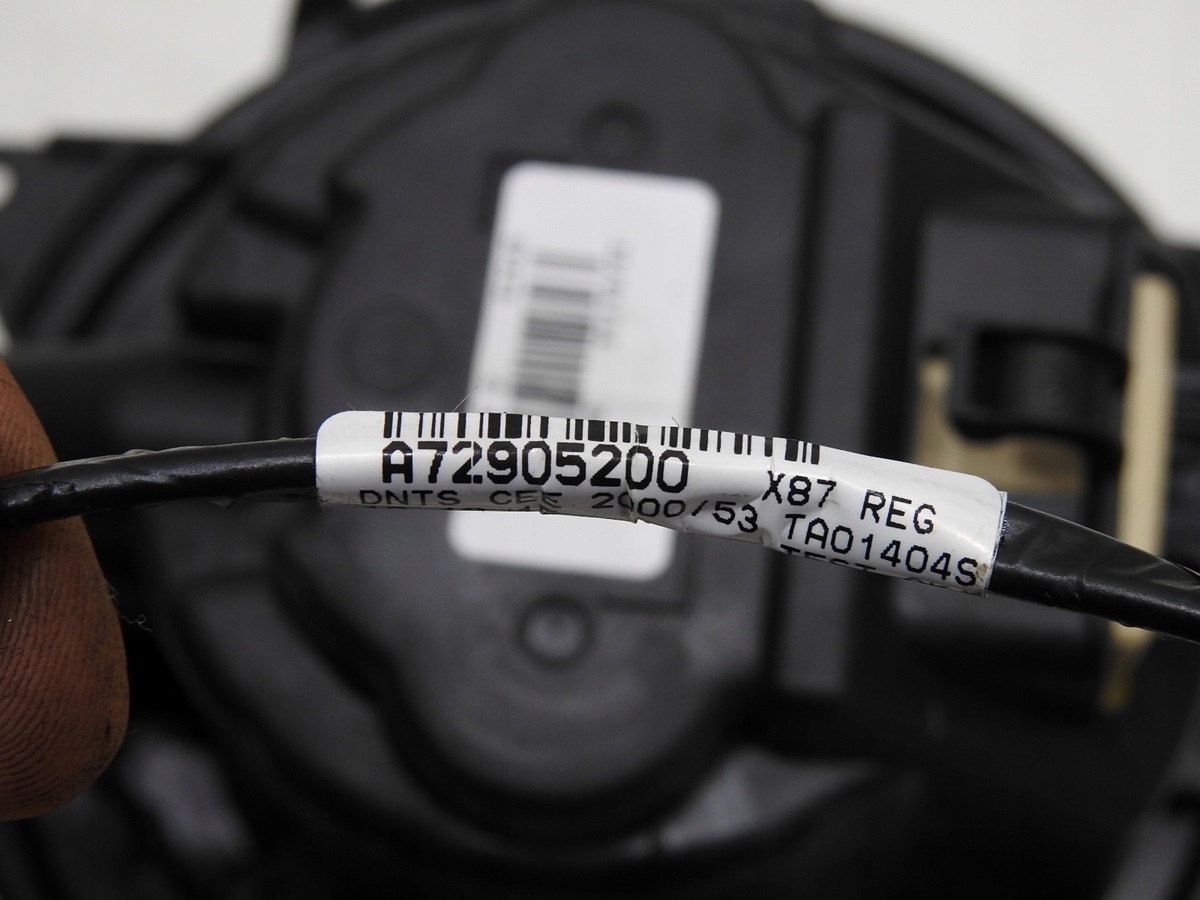 A72905200
X87 REG
DNTS CEE 2000/53
TA01404S